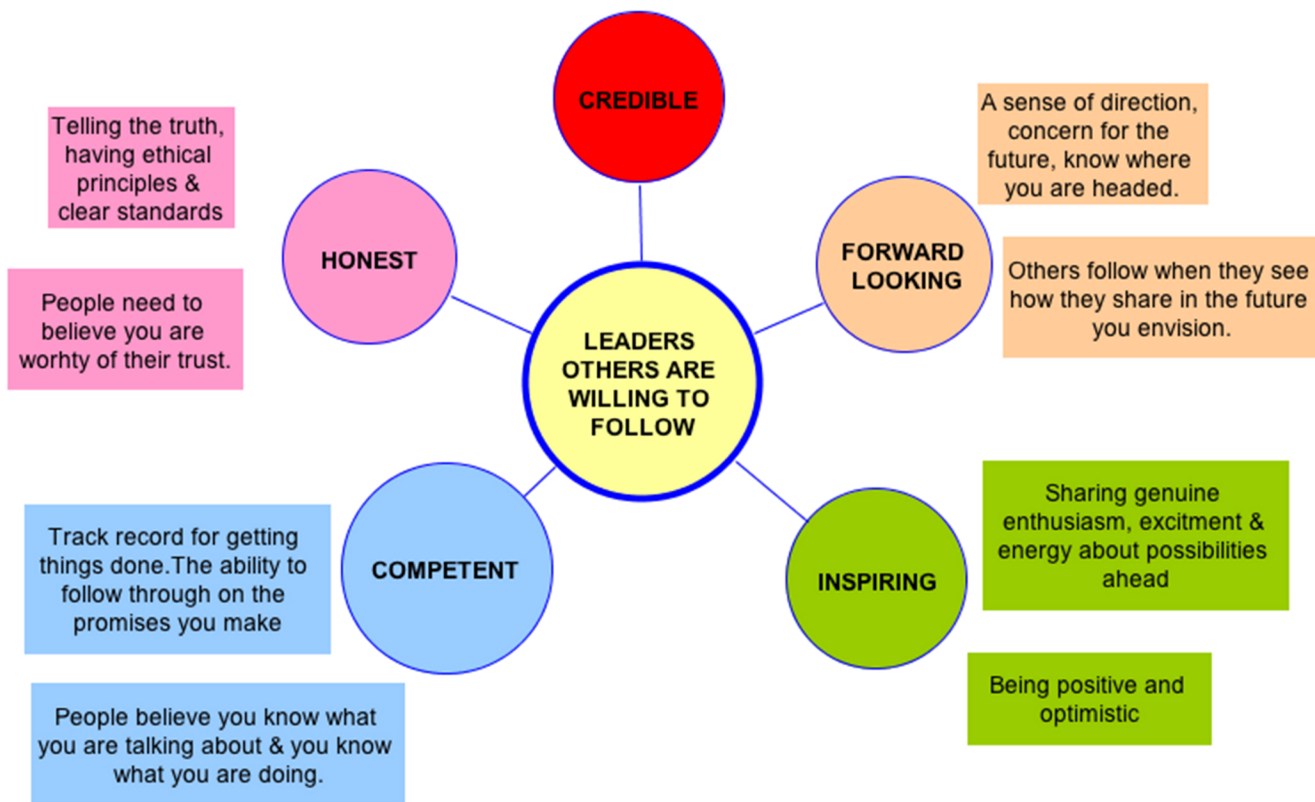 CREDIBLE
Telling the truth,
having ethical
principles &
clear standards
HONEST
People need to
believe you are
worhty of their trust.
A sense of direction,
concern for the
future, know where
you are headed.
FORWARD
LOOKING
Others follow when they see
how they share in the future
you envision.
LEADERS
OTHERS ARE
WILLING TO
FOLLOW
Track record for getting
things done.The ability to
follow through on the
promises you make
COMPETENT
People believe you know what
you are talking about & you know
what you are doing.
INSPIRING
Sharing genuine
enthusiasm, excitment &
energy about possibilities
ahead
Being positive and
optimistic